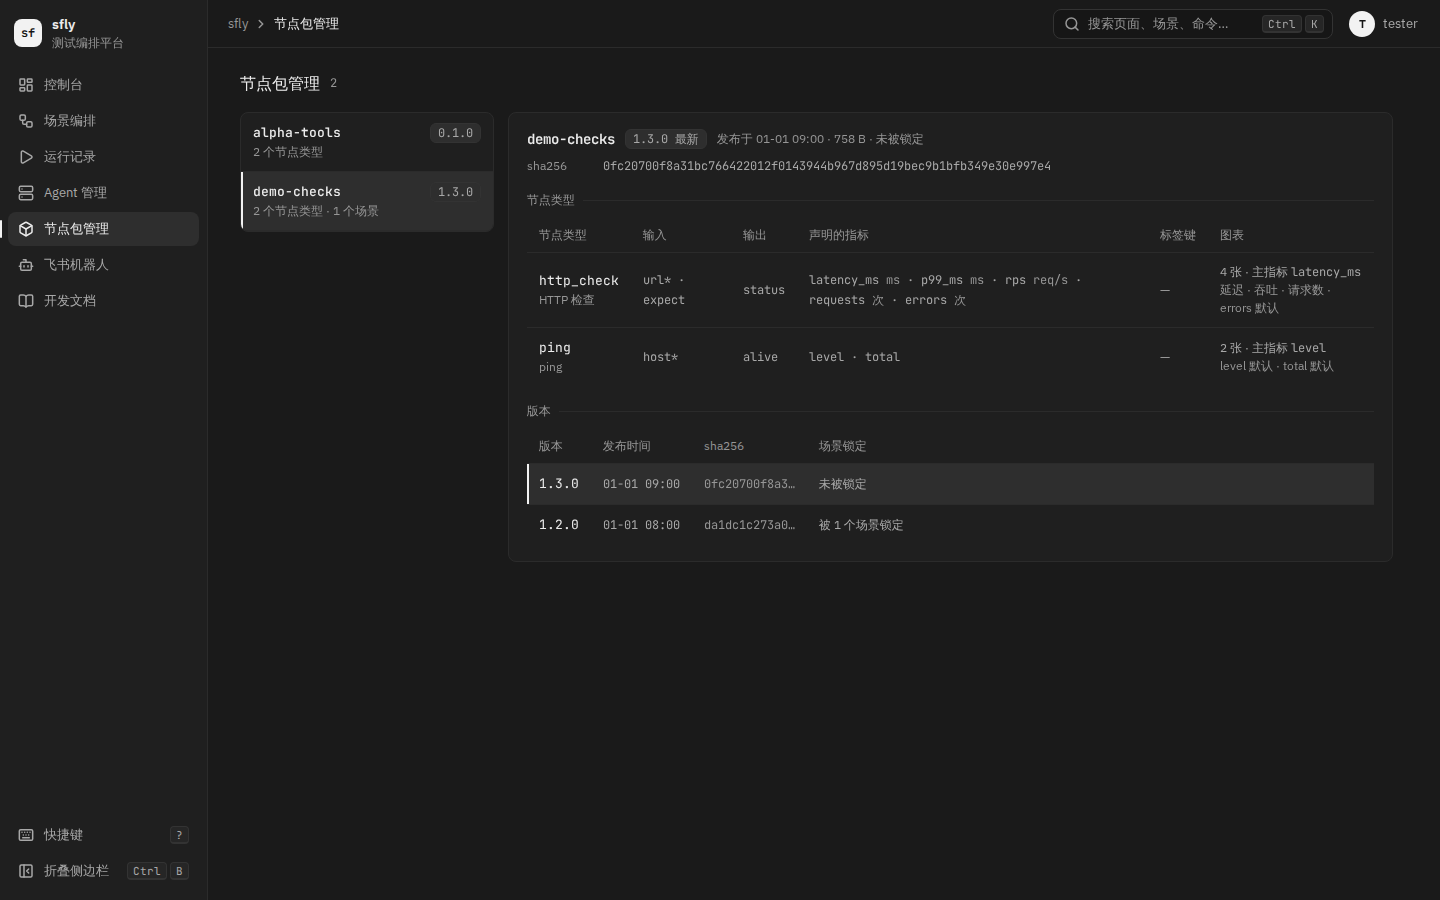 sf
sfly
测试编排平台
控制台
场景编排
运行记录
Agent 管理
节点包管理
飞书机器人
开发文档
快捷键 ?
折叠侧边栏 Ctrl B
sfly > 节点包管理
搜索页面、场景、命令... Ctrl K
T tester
节点包管理 2
alpha-tools 0.1.0
2 个节点类型
demo-checks 1.3.0
2 个节点类型 · 1 个场景
demo-checks 1.3.0 最新 发布于 01-01 09:00 · 758 B · 未被锁定
sha256 0fc20700f8a31bc766422012f0143944b967d895d19bec9b1bfb349e30e997e4
节点类型
节点类型 输入 输出 声明的指标 标签键 图表
http_check
HTTP 检查
url* ·
expect
status
latency_ms ms · p99_ms ms · rps req/s ·
requests 次 · errors 次
—
4 张 · 主指标 latency_ms
延迟 · 吞吐 · 请求数 ·
errors 默认
ping
ping
host*
alive
level · total
—
2 张 · 主指标 level
level 默认 · total 默认
版本
版本 发布时间 sha256 场景锁定
1.3.0 01-01 09:00 0fc20700f8a3… 未被锁定
1.2.0 01-01 08:00 da1dc1c273a0… 被 1 个场景锁定